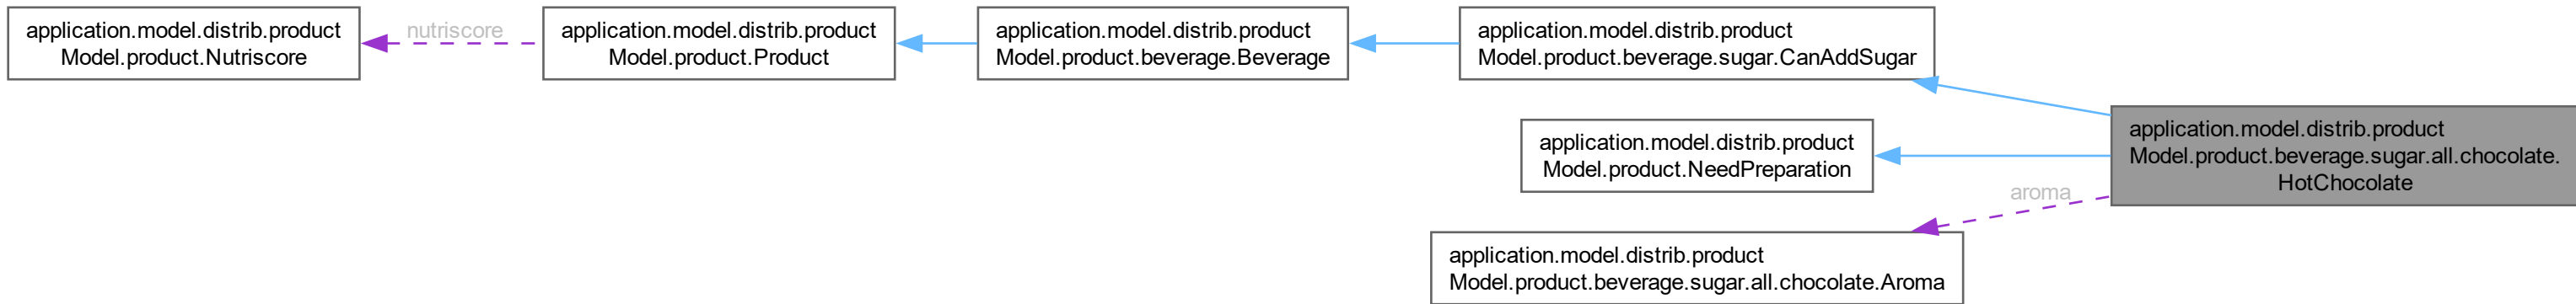 application.model.distrib.product
Model.product.Nutriscore
nutriscore
application.model.distrib.product
Model.product.Product
application.model.distrib.product
Model.product.beverage.Beverage
application.model.distrib.product
Model.product.beverage.sugar.CanAddSugar
application.model.distrib.product
Model.product.NeedPreparation
application.model.distrib.product
Model.product.beverage.sugar.all.chocolate.
HotChocolate
aroma
application.model.distrib.product
Model.product.beverage.sugar.all.chocolate.Aroma